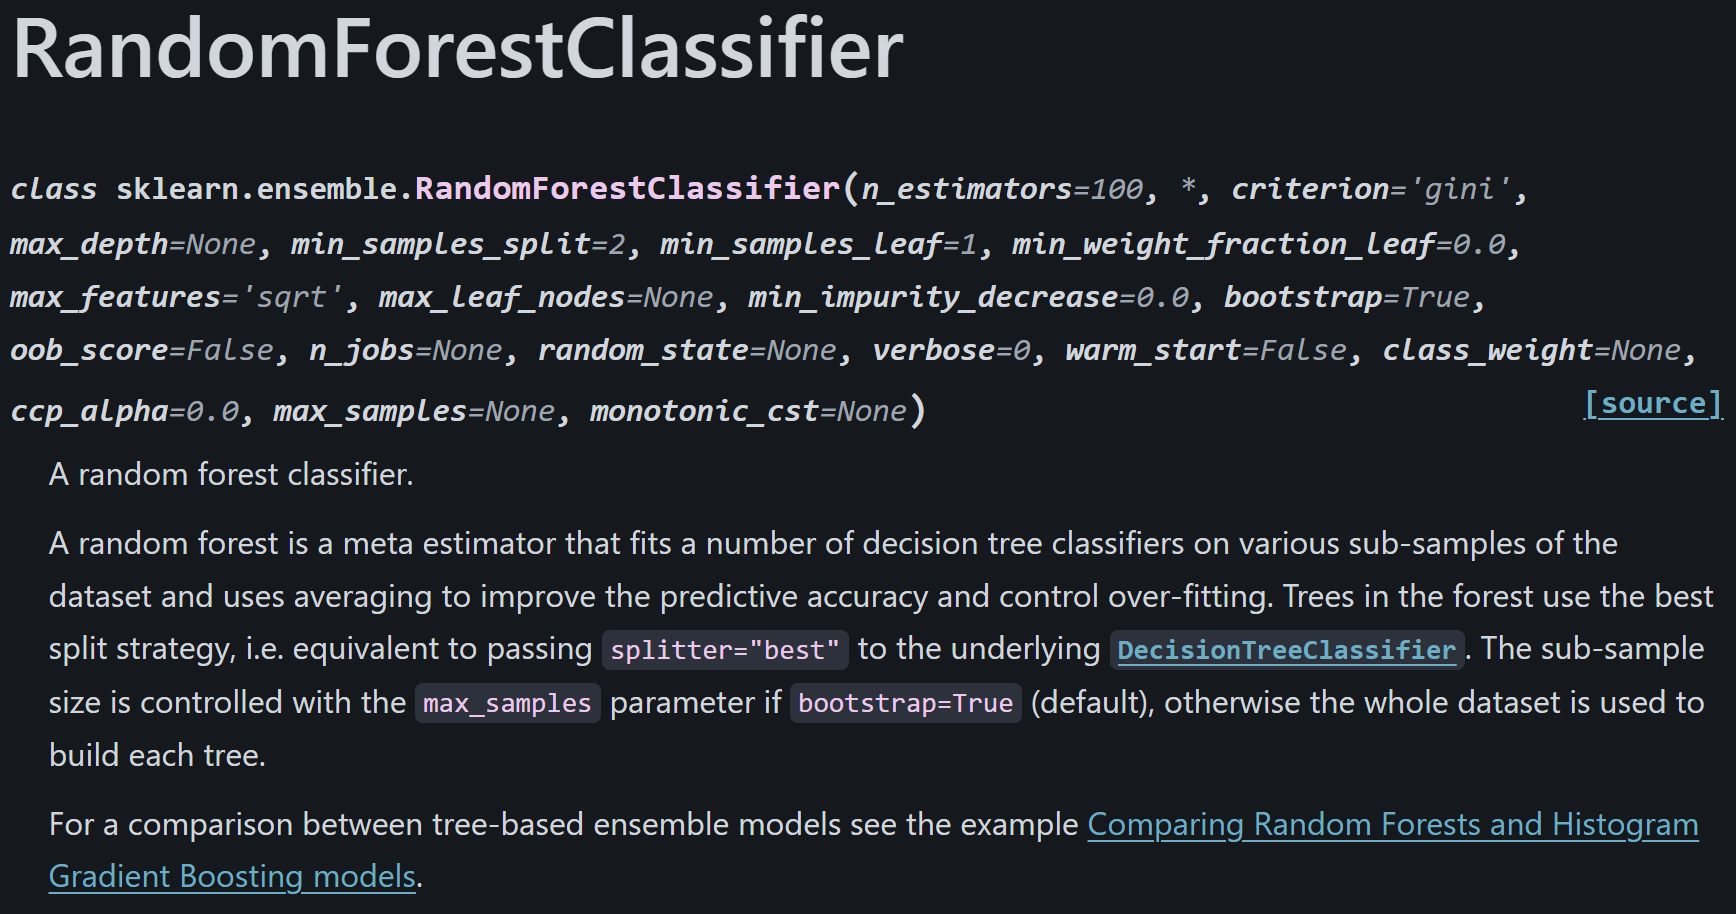 RandomForestClassifier
class sklearn.ensemble.RandomForestClassifier(n_estimators=100, *, criterion='gini',
max_depth=None, min_samples_split=2, min_samples_leaf=1, min_weight_fraction_leaf=0.0,
max_features='sqrt', max_leaf_nodes=None, min_impurity_decrease=0.0, bootstrap=True,
oob_score=False, n_jobs=None, random_state=None, verbose=0, warm_start=False, class_weight=None,
ccp_alpha=0.0, max_samples=None, monotonic_cst=None) [source]
A random forest classifier.
A random forest is a meta estimator that fits a number of decision tree classifiers on various sub-samples of the
dataset and uses averaging to improve the predictive accuracy and control over-fitting. Trees in the forest use the best
split strategy, i.e. equivalent to passing splitter="best" to the underlying DecisionTreeClassifier. The sub-sample
size is controlled with the max_samples parameter if bootstrap=True (default), otherwise the whole dataset is used to
build each tree.
For a comparison between tree-based ensemble models see the example Comparing Random Forests and Histogram
Gradient Boosting models.